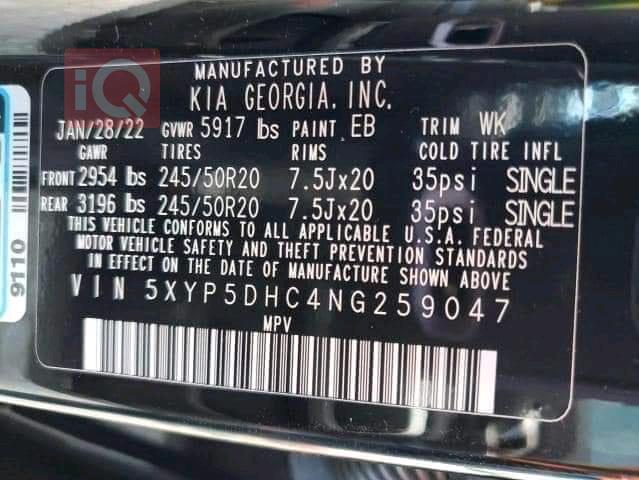 iQ
MANUFACTURED BY
KIA GEORGIA, INC.
JAN/28/22 GVWR 5917 lbs PAINT EB TRIM WK
GAWR TIRES RIMS COLD TIRE INFL
FRONT 2954 lbs 245/50R20 7.5Jx20 35psi SINGLE
REAR 3196 lbs 245/50R20 7.5Jx20 35psi SINGLE
THIS VEHICLE CONFORMS TO ALL APPLICABLE U.S.A. FEDERAL
MOTOR VEHICLE SAFETY AND THEFT PREVENTION STANDARDS
IN EFFECT ON THE DATE OF MANUFACTURE SHOWN ABOVE
VIN 5XYP5DHC4NG259047
MPV
9110